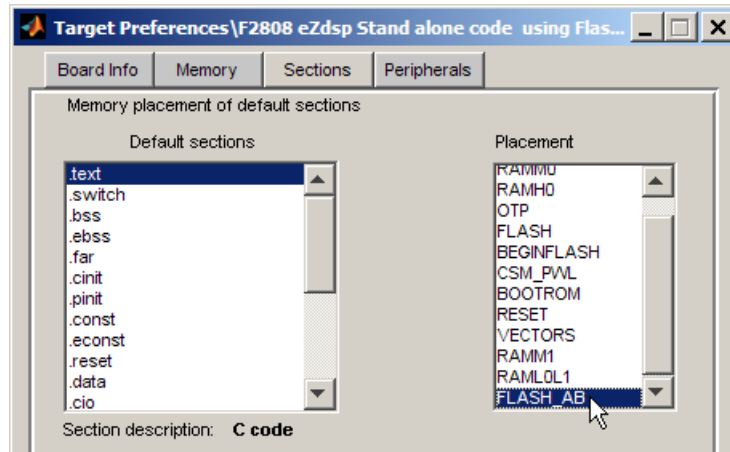 Target Preferences\F2808 eZdsp Stand alone code using Flas...
Board Info Memory Sections Peripherals
Memory placement of default sections
Default sections
.text
.switch
.bss
.ebss
.far
.cinit
.pinit
.const
.econst
.reset
.data
.cio
Placement
RAMM0
RAMH0
OTP
FLASH
BEGINFLASH
CSM_PWL
BOOTROM
RESET
VECTORS
RAMM1
RAML0L1
FLASH_AB
Section description: C code